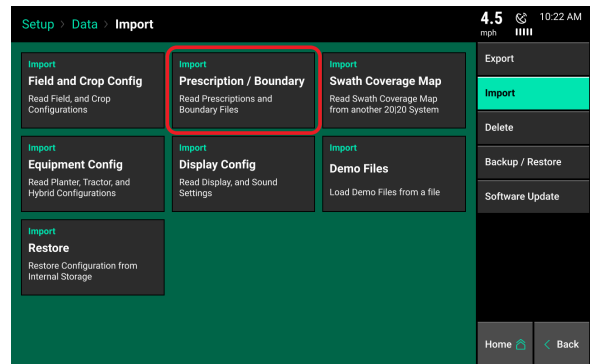 Setup > Data > Import
4.5
mph
10:22 AM
Import
Field and Crop Config
Read Field, and Crop
Configurations
Import
Prescription / Boundary
Read Prescriptions and
Boundary Files
Import
Swath Coverage Map
Read Swath Coverage Map
from another 20|20 System
Import
Equipment Config
Read Planter, Tractor, and
Hybrid Configurations
Import
Display Config
Read Display, and Sound
Settings
Import
Demo Files
Load Demo Files from a file
Import
Restore
Restore Configuration from
Internal Storage
Export
Import
Delete
Backup / Restore
Software Update
Home
< Back